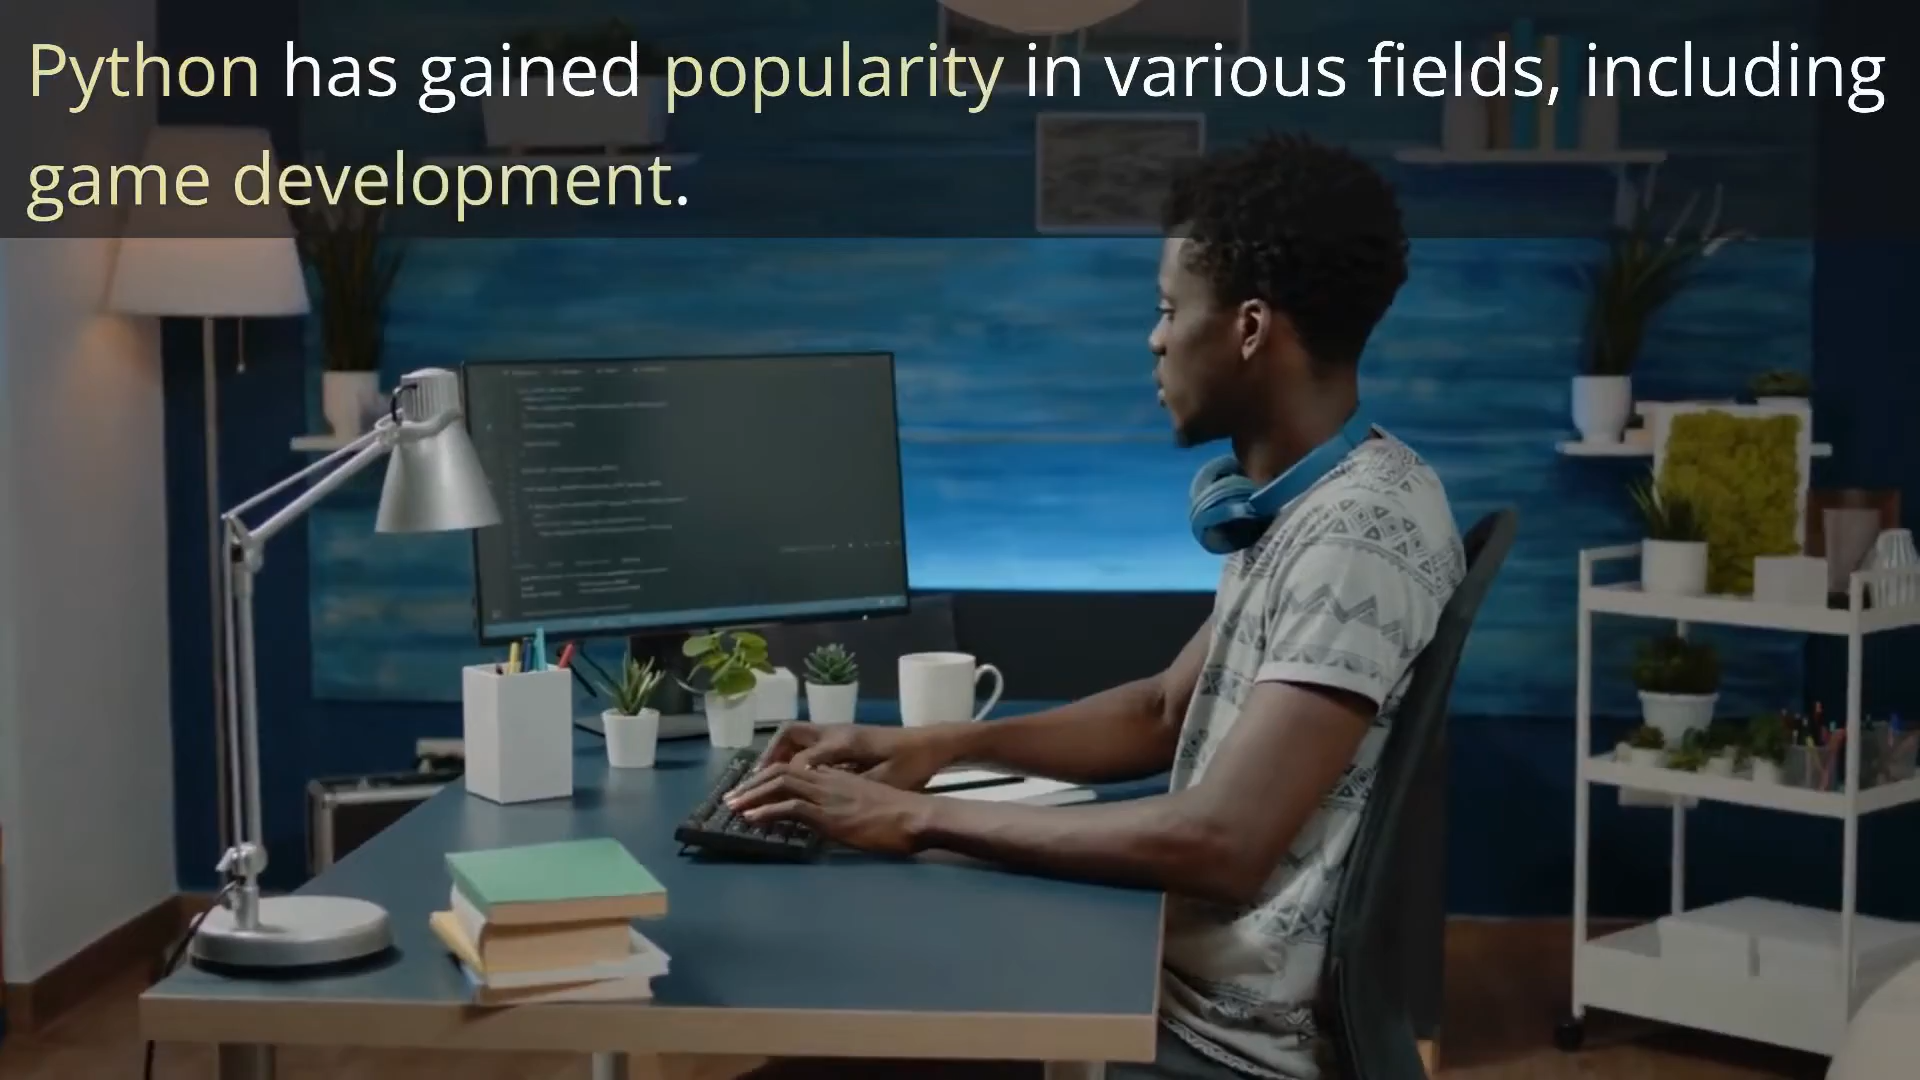 Python has gained popularity in various fields, including
game development.